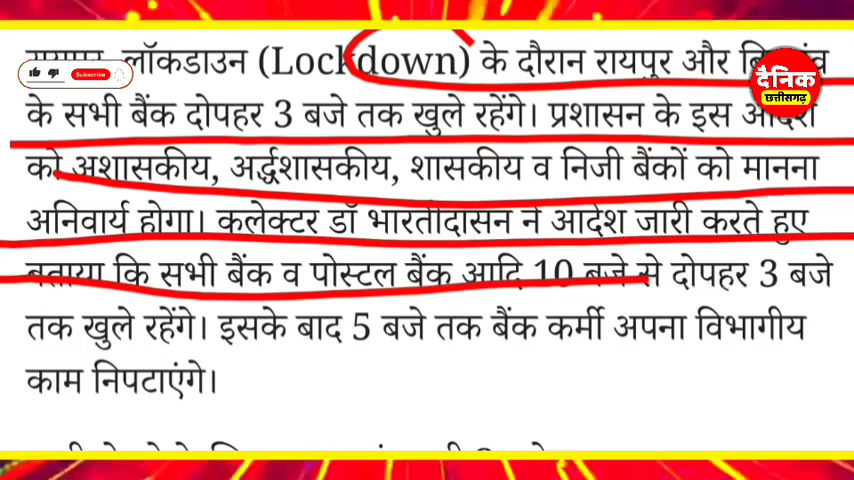 लॉकडाउन (Lockdown) के दौरान रायपुर और
के सभी बैंक दोपहर 3 बजे तक खुले रहेंगे। प्रशासन के इस आदेश
को अशासकीय, अर्द्धशासकीय, शासकीय व निजी बैंकों को मानना
अनिवार्य होगा। कलेक्टर डॉ भारतीदासन ने आदेश जारी करते हुए
बताया कि सभी बैंक व पोस्टल बैंक आदि 10 बजे से दोपहर 3 बजे
तक खुले रहेंगे। इसके बाद 5 बजे तक बैंक कर्मी अपना विभागीय
काम निपटाएंगे।
Subscribe
दैनिक
छत्तीसगढ़